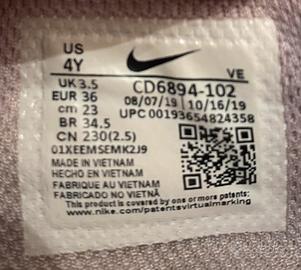 US
4Y
VE
UK 3.5
EUR 36
cm 23
BR 34.5
CN 230(2.5)
CD6894-102
08/07/19 | 10/16/19
UPC 00193654824358
01XEEMSEMK2J9
MADE IN VIETNAM
HECHO EN VIETNAM
FABRIQUE AU VIETNAM
FABRICADO NO VIETNÃ
This product is covered by one or more patents:
www.nike.com/patentsvirtualmarking